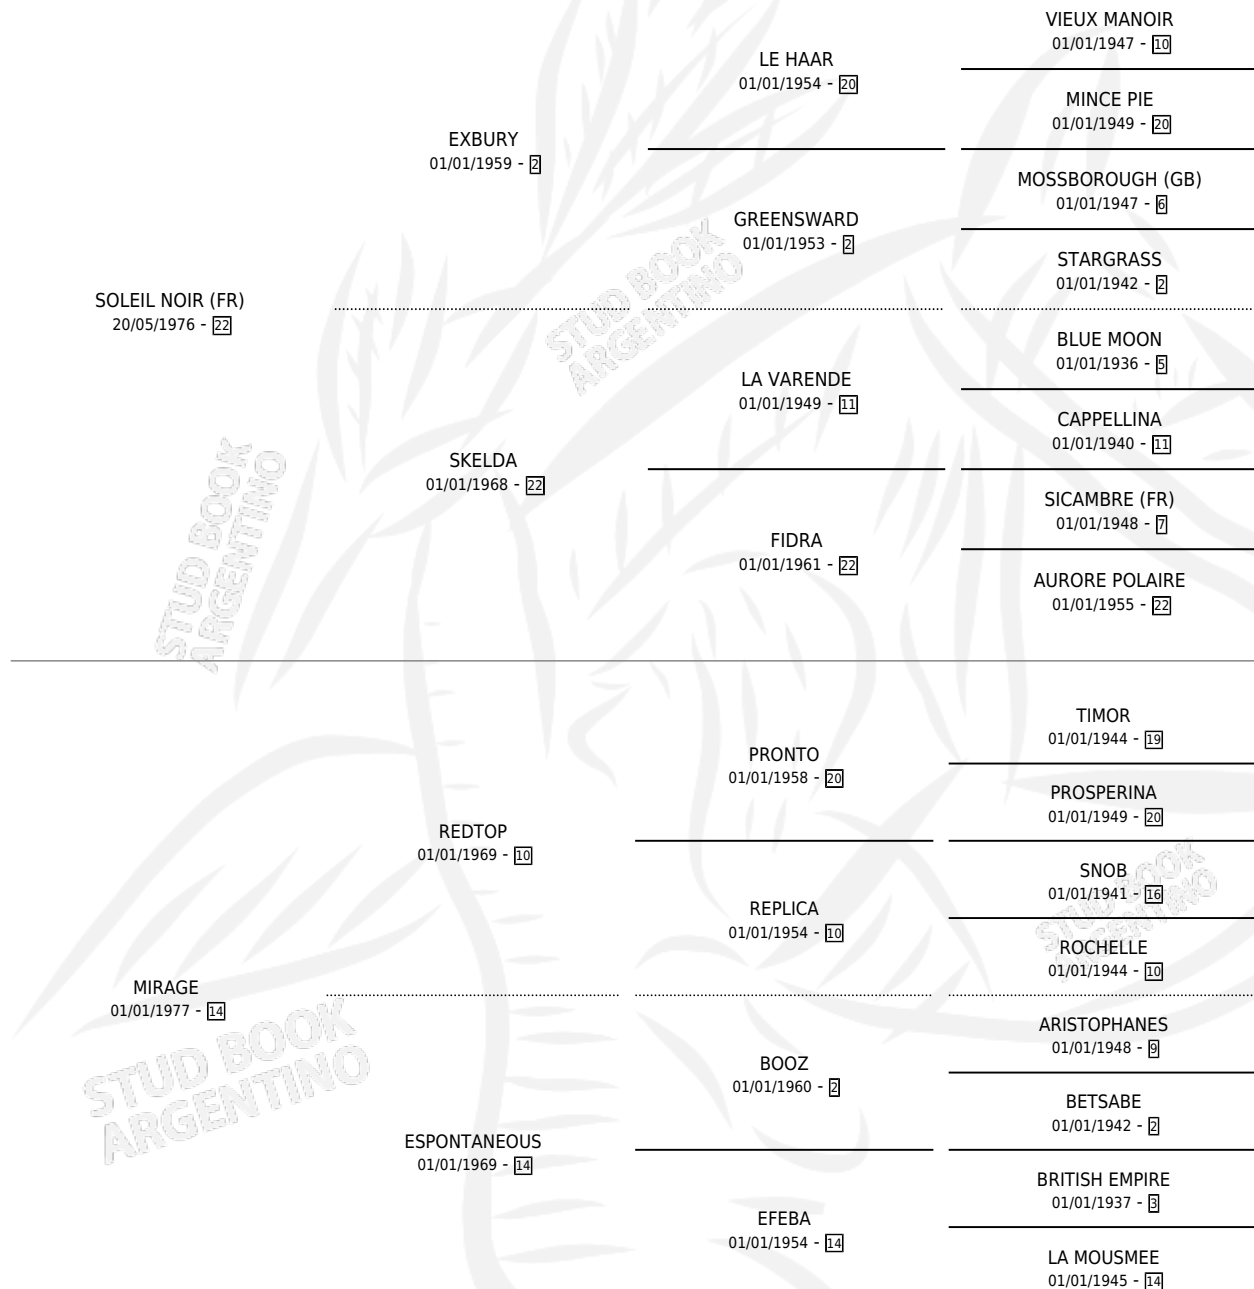 SOLEIL NOIR (FR)
20/05/1976 - 22
EXBURY
01/01/1959 - 2
SKELDA
01/01/1968 - 22
LE HAAR
01/01/1954 - 20
GREENSWARD
01/01/1953 - 2
LA VARENDE
01/01/1949 - 11
FIDRA
01/01/1961 - 22
VIEUX MANOIR
01/01/1947 - 10
MINCE PIE
01/01/1949 - 20
MOSSBOROUGH (GB)
01/01/1947 - 6
STARGRASS
01/01/1942 - 2
BLUE MOON
01/01/1936 - 5
CAPPELLINA
01/01/1940 - 11
SICAMBRE (FR)
01/01/1948 - 7
AURORE POLAIRE
01/01/1955 - 22
STUD BOOK
ARGENTINO
STUD BOOK
ARGENTINO
MIRAGE
01/01/1977 - 14
REDTOP
01/01/1969 - 10
ESPONTANEOUS
01/01/1969 - 14
PRONTO
01/01/1958 - 20
REPLICA
01/01/1954 - 10
BOOZ
01/01/1960 - 2
EFEBA
01/01/1954 - 14
TIMOR
01/01/1944 - 19
PROSPERINA
01/01/1949 - 20
SNOB
01/01/1941 - 16
ROCHELLE
01/01/1944 - 10
ARISTOPHANES
01/01/1948 - 9
BETSABE
01/01/1942 - 2
BRITISH EMPIRE
01/01/1937 - 3
LA MOUSMEE
01/01/1945 - 14
STUD BOOK
ARGENTINO
STUD BOOK
ARGENTINO